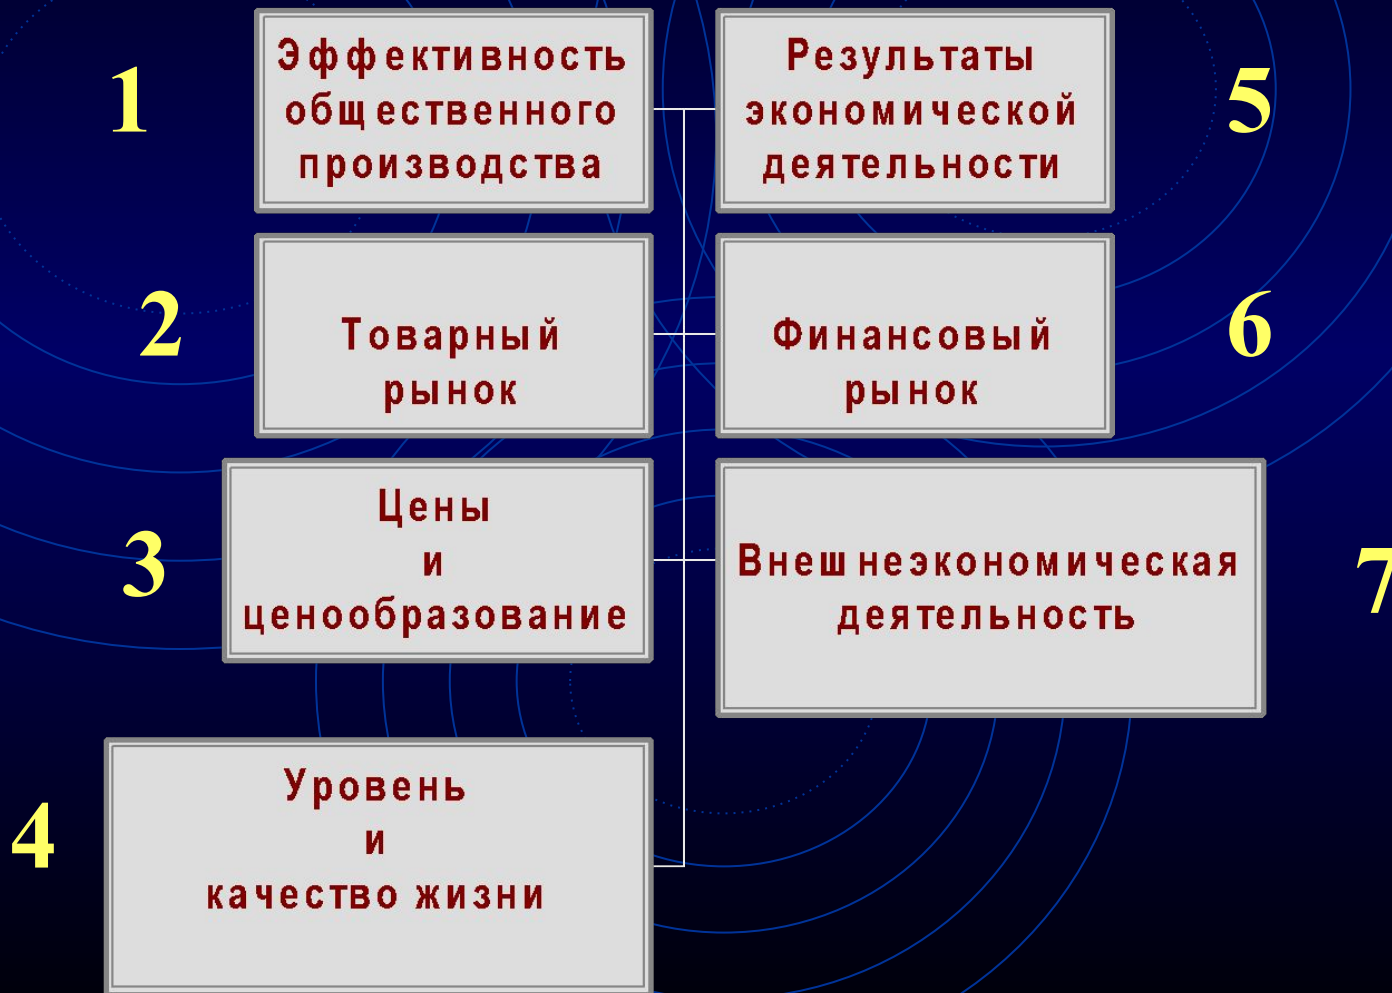 1
Эффективность
общественного
производства
2
Товарный
рынок
3
Цены
и
ценообразование
4
Уровень
и
качество жизни
5
Результаты
экономической
деятельности
6
Финансовый
рынок
7
Внешнеэкономическая
деятельность